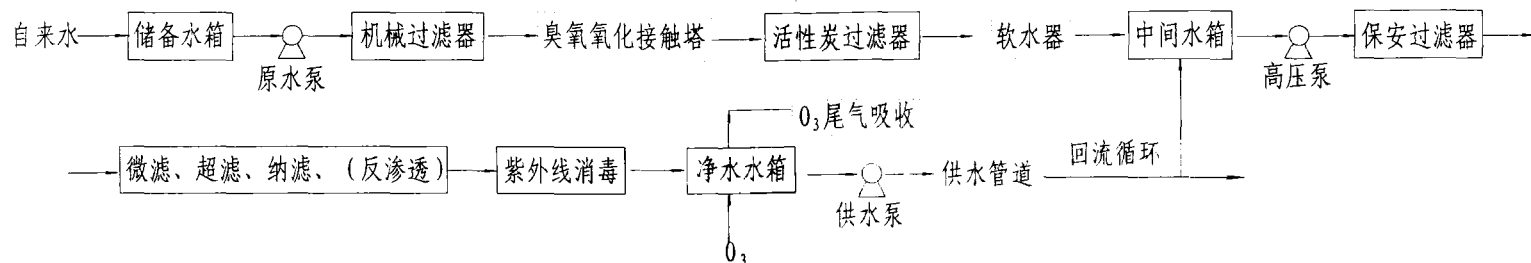 自来水 储备水箱 机械过滤器 臭氧氧化接触塔 活性炭过滤器 软水器 中间水箱 保安过滤器
原水泵 高压泵
O₃尾气吸收
微滤、超滤、纳滤、(反渗透) 紫外线消毒 净水水箱 供水管道 回流循环
供水泵
O₃